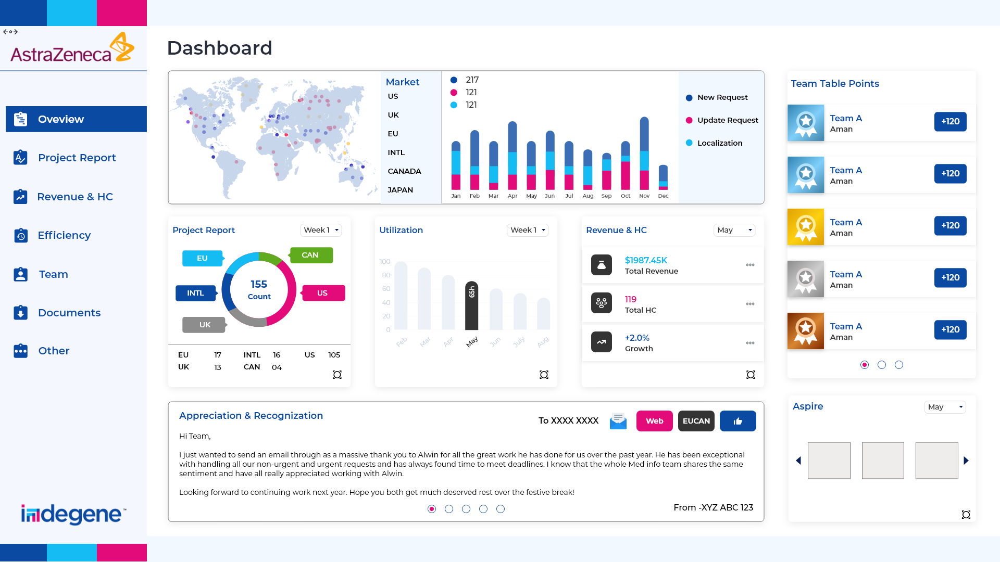 AstraZeneca
Oveview
Project Report
Revenue & HC
Efficiency
Team
Documents
Other
indegene™
Dashboard
Market
US
UK
EU
INTL
CANADA
JAPAN
217
121
121
Jan Feb Mar Apr May Jun Jul Aug Sep Oct Nov Dec
New Request
Update Request
Localization
Project Report
Week 1
EU
CAN
INTL
US
UK
155
Count
EU 17 INTL 16 US 105
UK 13 CAN 04
Utilization
Week 1
100
80
60
40
20
0
65h
Feb Mar Apr May Jun July Aug
Revenue & HC
May
$1987.45K
Total Revenue
119
Total HC
+2.0%
Growth
Appreciation & Recognization
To XXXX XXXX
Web
EUCAN
Hi Team,
I just wanted to send an email through as a massive thank you to Alwin for all the great work he has done for us over the past year. He has been exceptional
with handling all our non-urgent and urgent requests and has always found time to meet deadlines. I know that the whole Med info team shares the same
sentiment and have all really appreciated working with Alwin.
Looking forward to continuing work next year. Hope you both get much deserved rest over the festive break!
From -XYZ ABC 123
Team Table Points
Team A
Aman
+120
Team A
Aman
+120
Team A
Aman
+120
Team A
Aman
+120
Team A
Aman
+120
Aspire
May